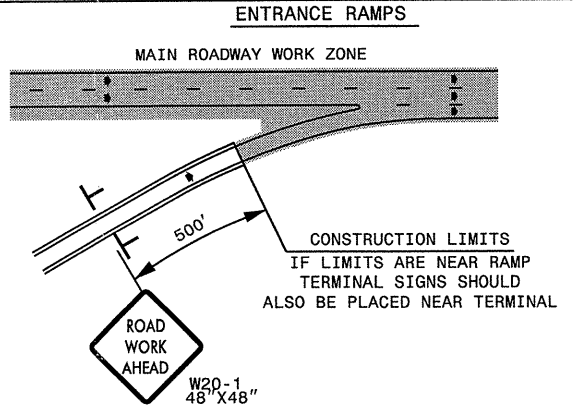 ENTRANCE RAMPS
MAIN ROADWAY WORK ZONE
500'
CONSTRUCTION LIMITS
IF LIMITS ARE NEAR RAMP
TERMINAL SIGNS SHOULD
ALSO BE PLACED NEAR TERMINAL
ROAD
WORK
AHEAD
W20-1
48"X48"